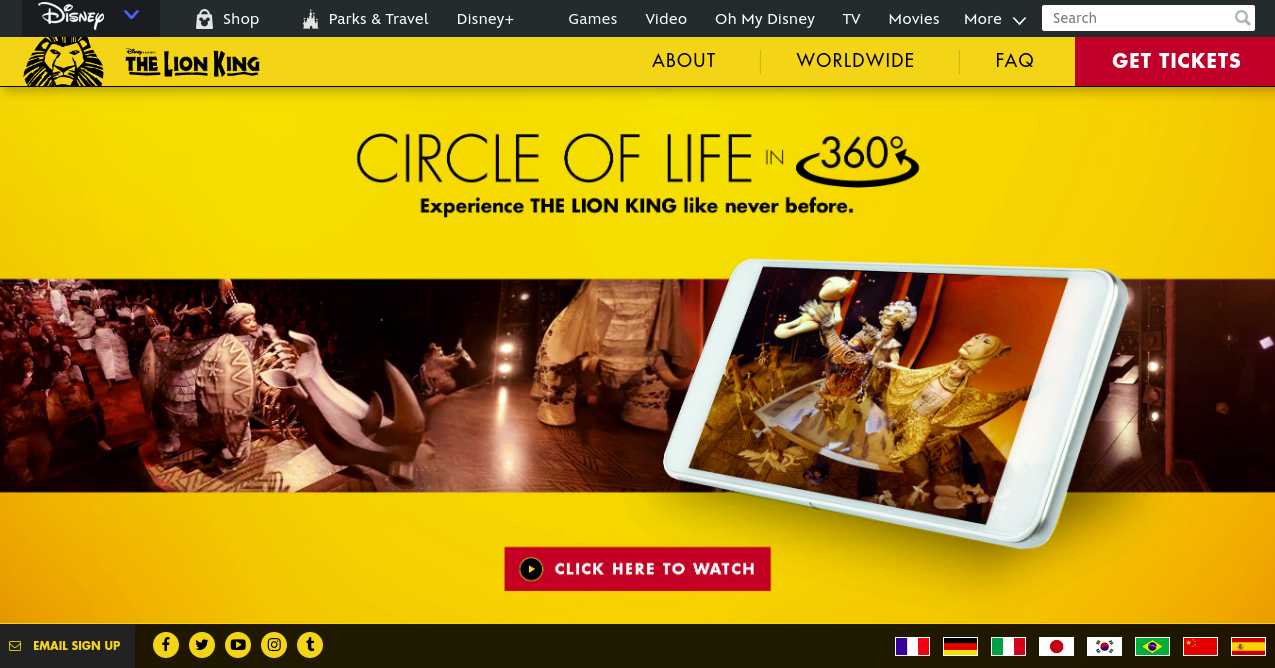 Disney Shop Parks & Travel Disney+ Games Video Oh My Disney TV Movies More Search
THE LION KING ABOUT WORLDWIDE FAQ GET TICKETS
CIRCLE OF LIFE IN 360°
Experience THE LION KING like never before.
CLICK HERE TO WATCH
EMAIL SIGN UP